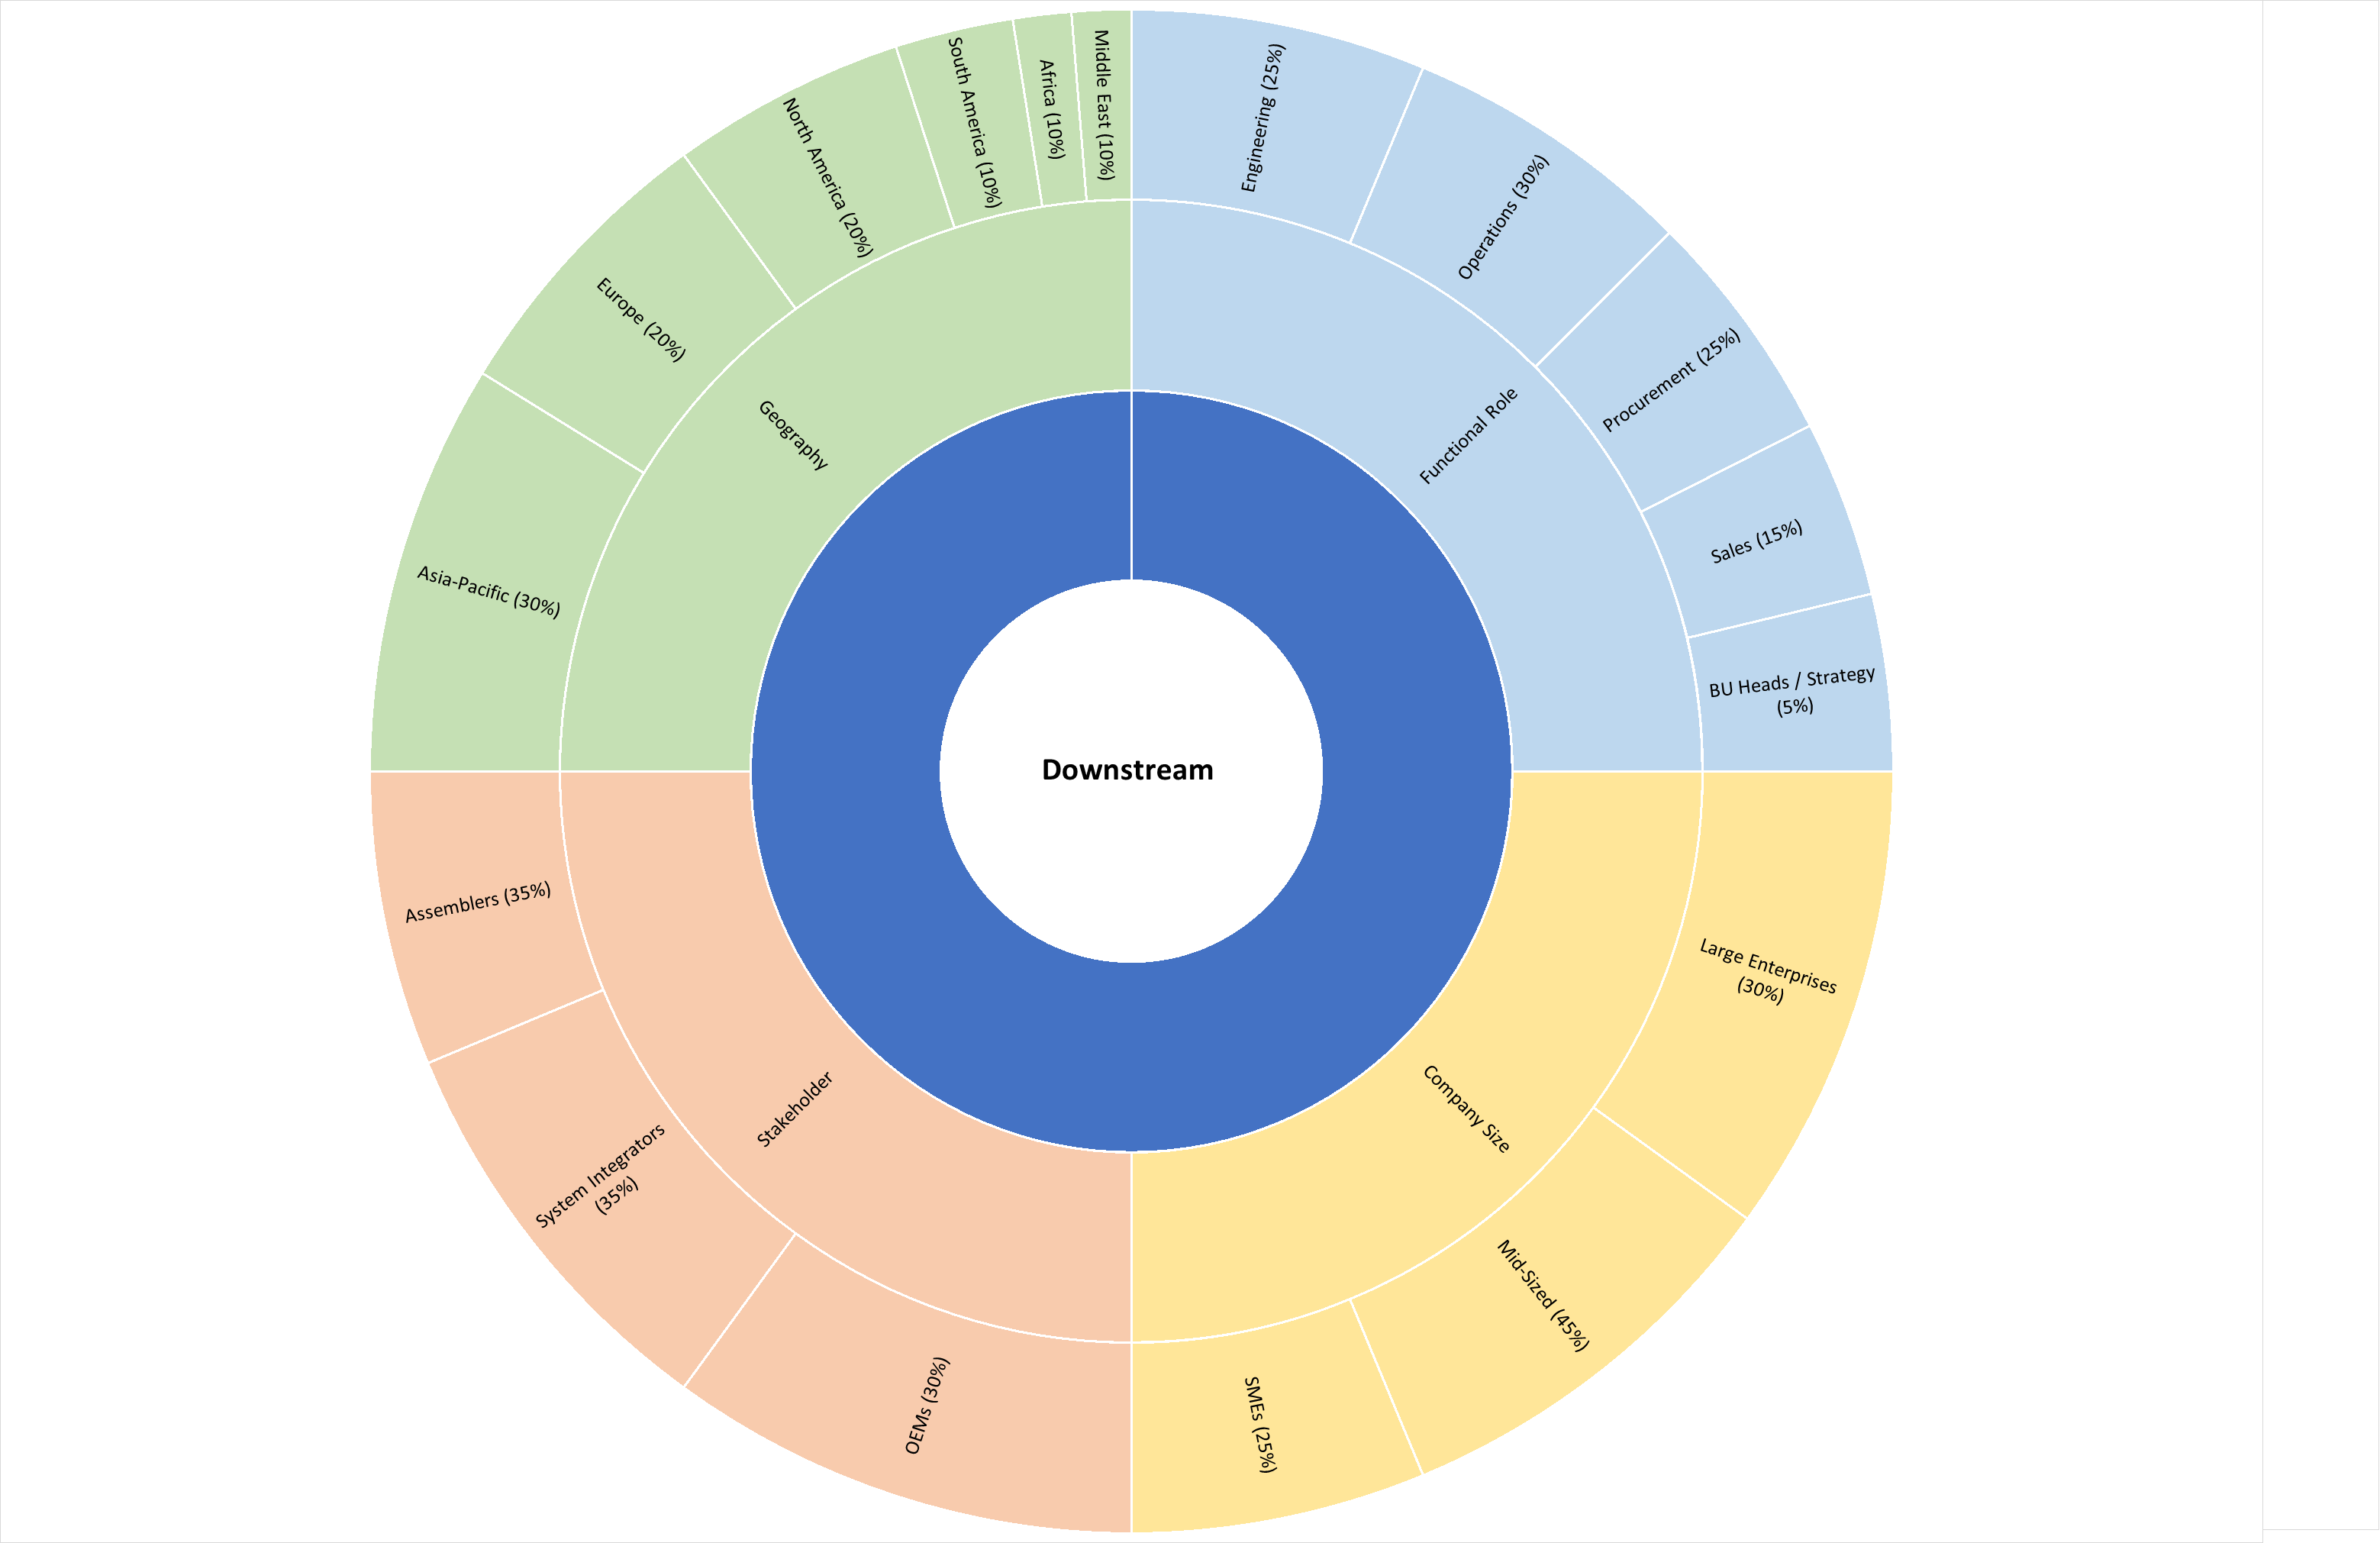 Downstream
Functional Role
Engineering (25%)
Operations (30%)
Procurement (25%)
Sales (15%)
BU Heads / Strategy
(5%)
Company Size
Large Enterprises
(30%)
Mid-Sized (45%)
SMEs (25%)
Stakeholder
OEMs (30%)
System Integrators
(35%)
Assemblers (35%)
Geography
Asia-Pacific (30%)
Europe (20%)
North America (20%)
South America (10%)
Africa (10%)
Middle East (10%)